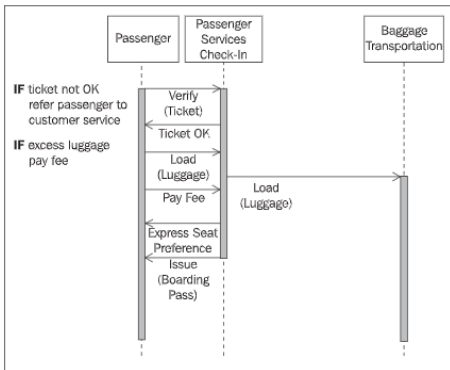 Passenger
Passenger
Services
Check-In
Baggage
Transportation
IF ticket not OK
refer passenger to
customer service
IF excess luggage
pay fee
Verify
(Ticket)
Ticket OK
Load
(Luggage)
Pay Fee
Load
(Luggage)
Express Seat
Preference
Issue
(Boarding
Pass)